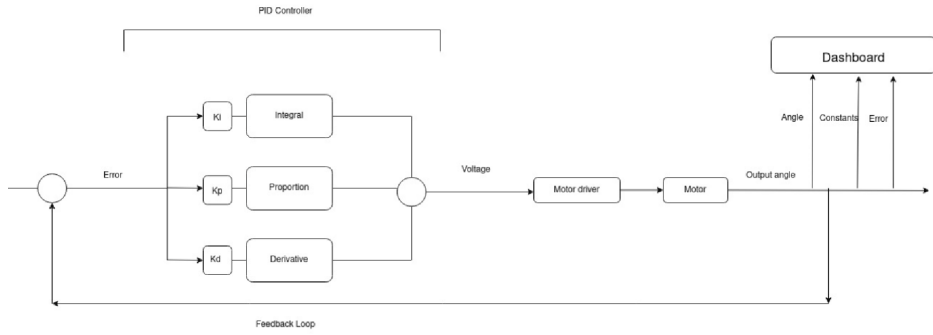 PID Controller
Dashboard
Angle
Constants
Error
Ki
Integral
Error
Kp
Proportion
Voltage
Motor driver
Motor
Output angle
Kd
Derivative
Feedback Loop